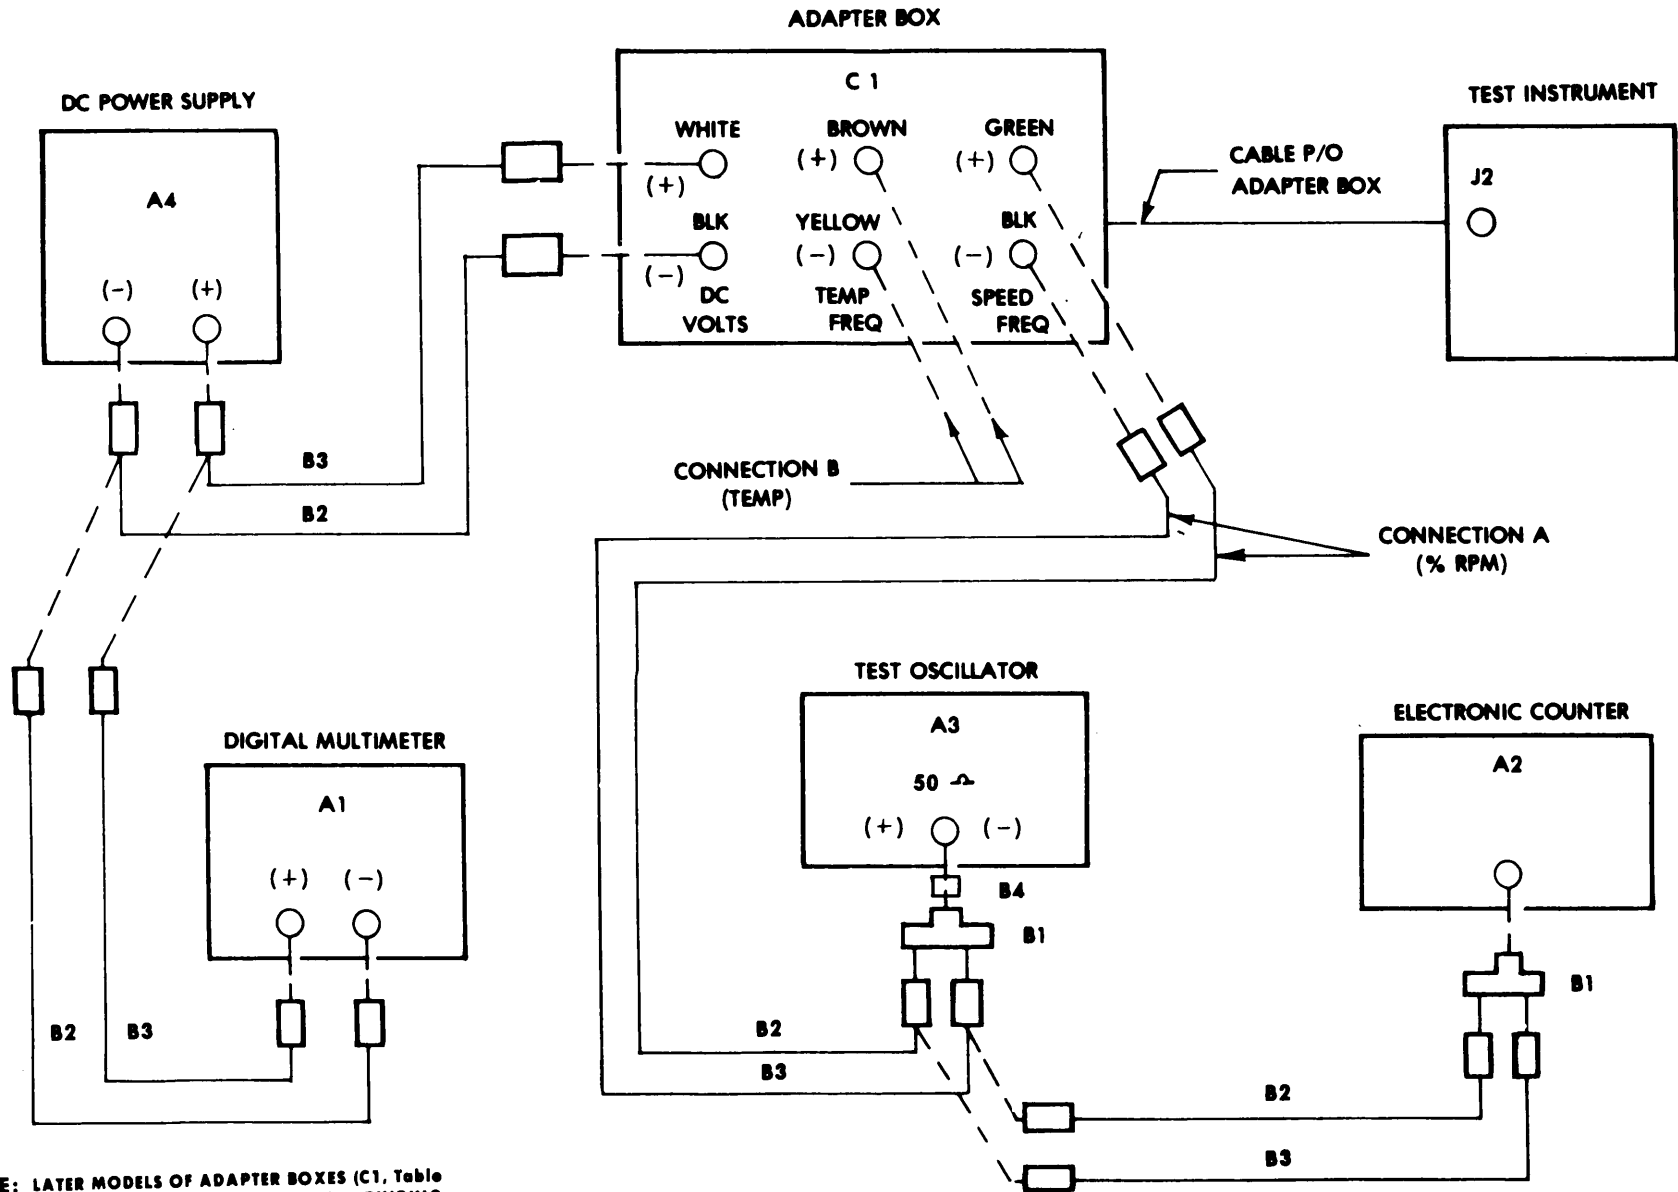 ADAPTER BOX
C 1
WHITE BROWN GREEN
(+) (+) (+)
BLK YELLOW BLK
(-) (-) (-)
DC VOLTS
TEMP FREQ
SPEED FREQ
DC POWER SUPPLY
A4
(-) (+)
TEST INSTRUMENT
J2
CABLE P/O
ADAPTER BOX
B3
B2
CONNECTION B
(TEMP)
CONNECTION A
(% RPM)
DIGITAL MULTIMETER
A1
(+) (-)
B2 B3
TEST OSCILLATOR
A3
50 Ω
(+) (-)
B4
B1
B2
B3
ELECTRONIC COUNTER
A2
B1
B2
B3
E: LATER MODELS OF ADAPTER BOXES (C1, Table